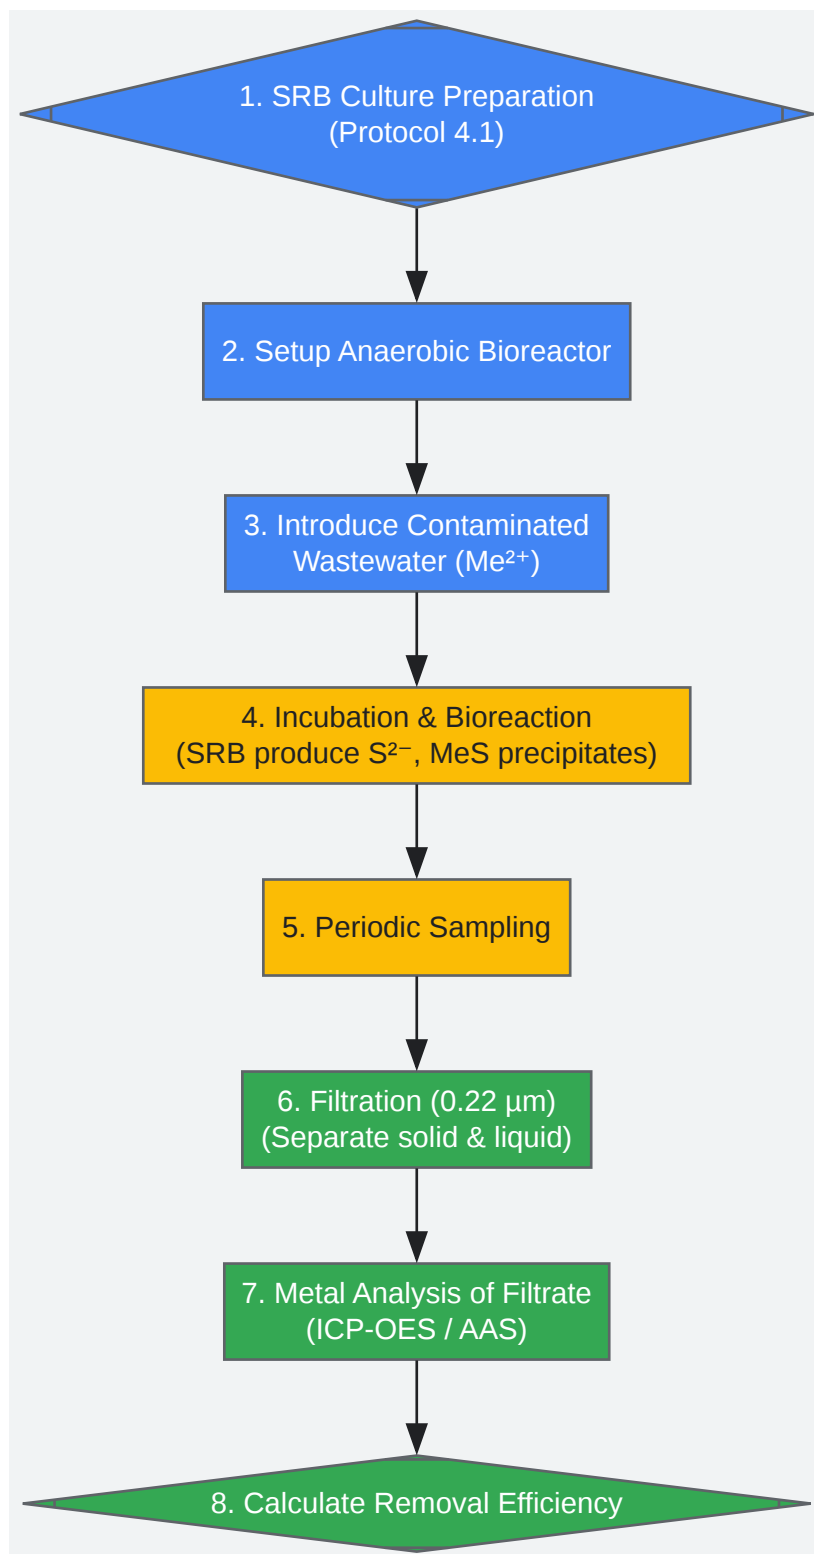 1. SRB Culture Preparation
(Protocol 4.1)
2. Setup Anaerobic Bioreactor
3. Introduce Contaminated
Wastewater (Me²⁺)
4. Incubation & Bioreaction
(SRB produce S²⁻, MeS precipitates)
5. Periodic Sampling
6. Filtration (0.22 µm)
(Separate solid & liquid)
7. Metal Analysis of Filtrate
(ICP-OES / AAS)
8. Calculate Removal Efficiency